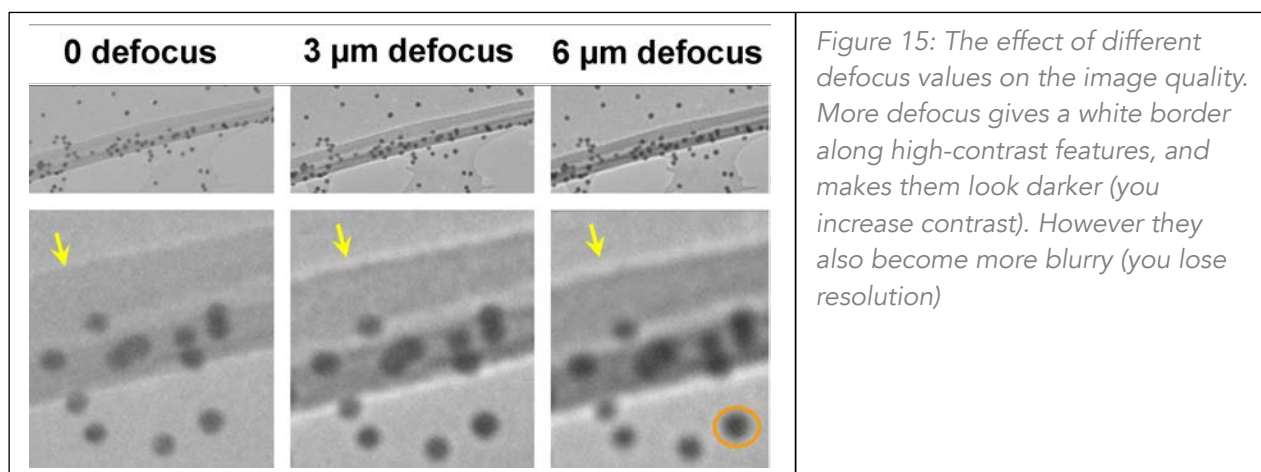 0 defocus
3 µm defocus
6 µm defocus
Figure 15: The effect of different
defocus values on the image quality.
More defocus gives a white border
along high-contrast features, and
makes them look darker (you
increase contrast). However they
also become more blurry (you lose
resolution)